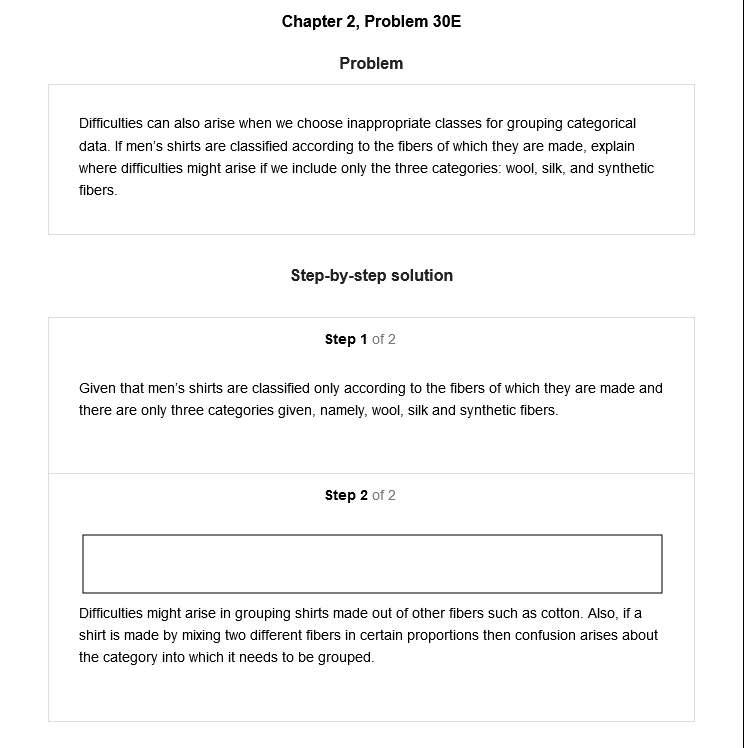 Chapter 2, Problem 30E
Problem
Difficulties can also arise when we choose inappropriate classes for grouping categorical
data. If men's shirts are classified according to the fibers of which they are made, explain
where difficulties might arise if we include only the three categories: wool, silk, and synthetic
fibers.
Step-by-step solution
Step 1 of 2
Given that men's shirts are classified only according to the fibers of which they are made and
there are only three categories given, namely, wool, silk and synthetic fibers.
Step 2 of 2
Difficulties might arise in grouping shirts made out of other fibers such as cotton. Also, if a
shirt is made by mixing two different fibers in certain proportions then confusion arises about
the category into which it needs to be grouped.